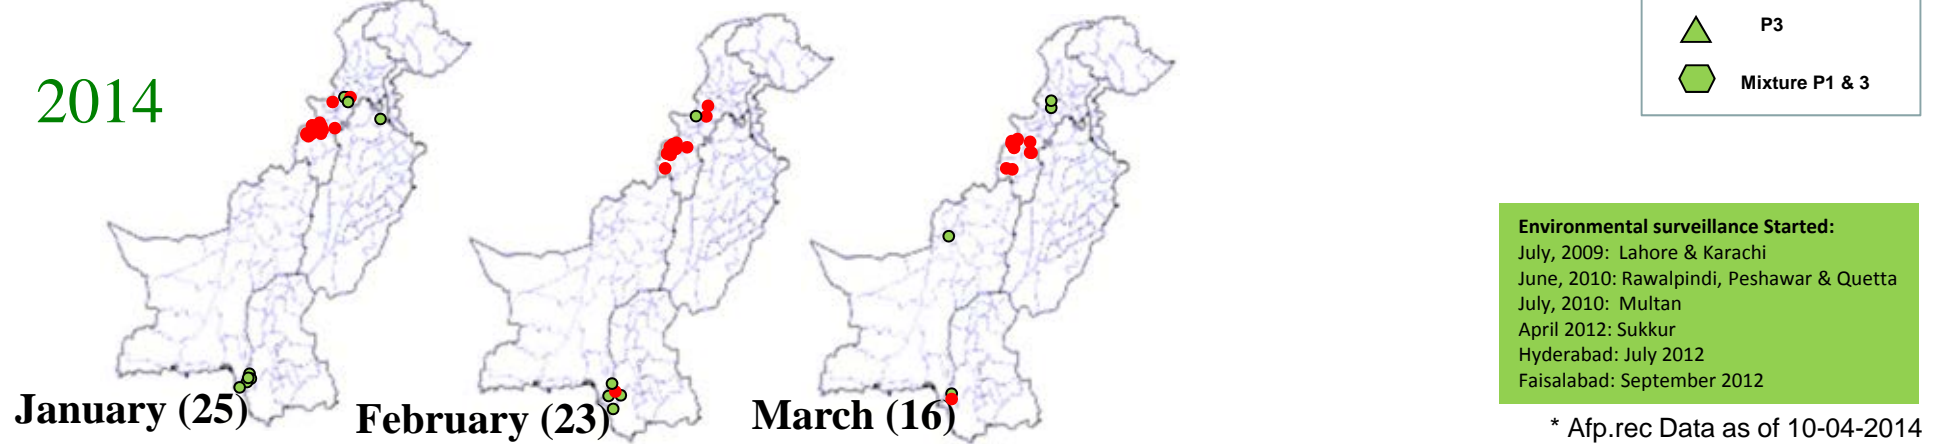 2014
January (25)
February (23)
March (16)
P3
Mixture P1 & 3
Environmental surveillance Started:
July, 2009: Lahore & Karachi
June, 2010: Rawalpindi, Peshawar & Quetta
July, 2010: Multan
April 2012: Sukkur
Hyderabad: July 2012
Faisalabad: September 2012
* Afp.rec Data as of 10-04-2014